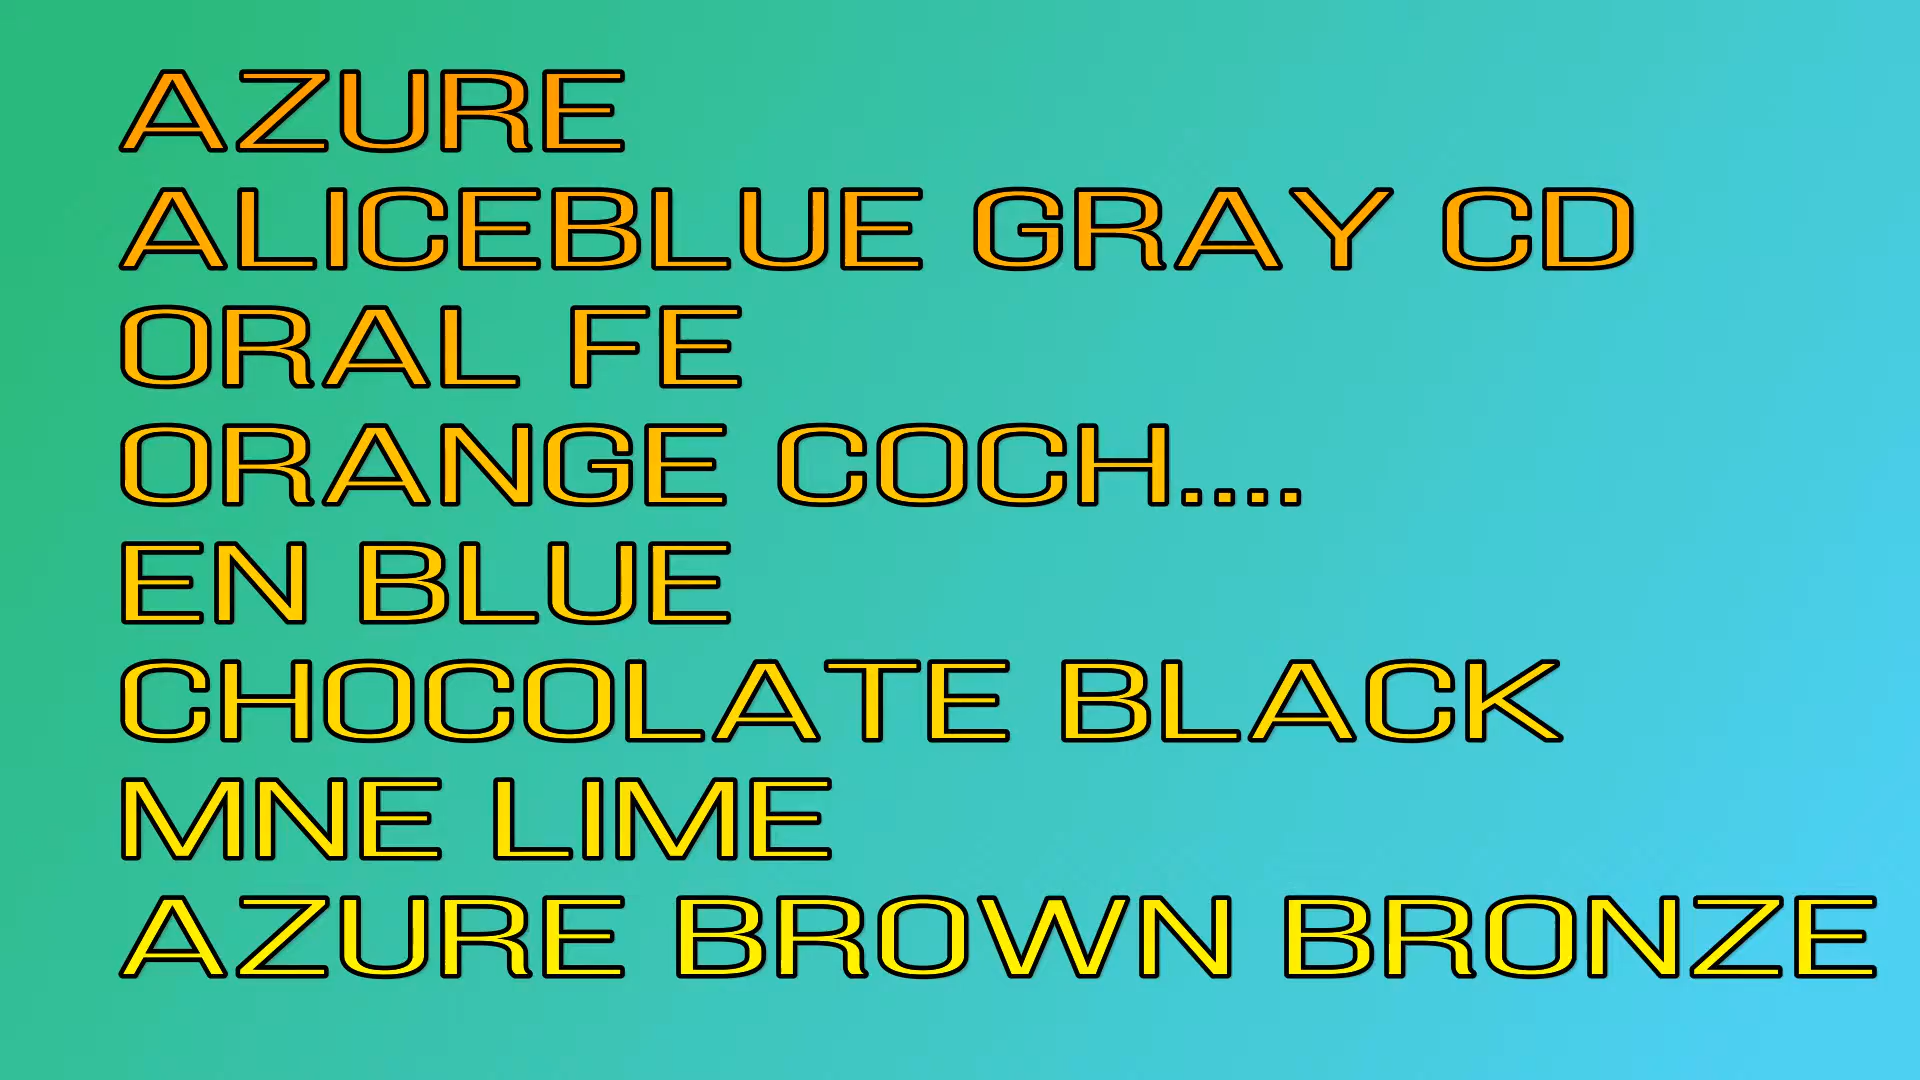 AZURE
ALICEBLUE GRAY CD
ORAL FE
ORANGE COCH....
EN BLUE
CHOCOLATE BLACK
MNE LIME
AZURE BROWN BRONZE